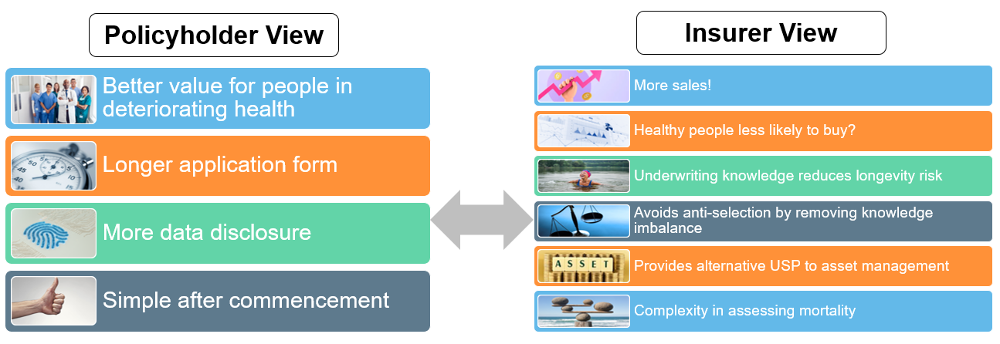 Policyholder View
Better value for people in
deteriorating health
Longer application form
More data disclosure
Simple after commencement
Insurer View
More sales!
Healthy people less likely to buy?
Underwriting knowledge reduces longevity risk
Avoids anti-selection by removing knowledge
imbalance
ASSET
Provides alternative USP to asset management
Complexity in assessing mortality